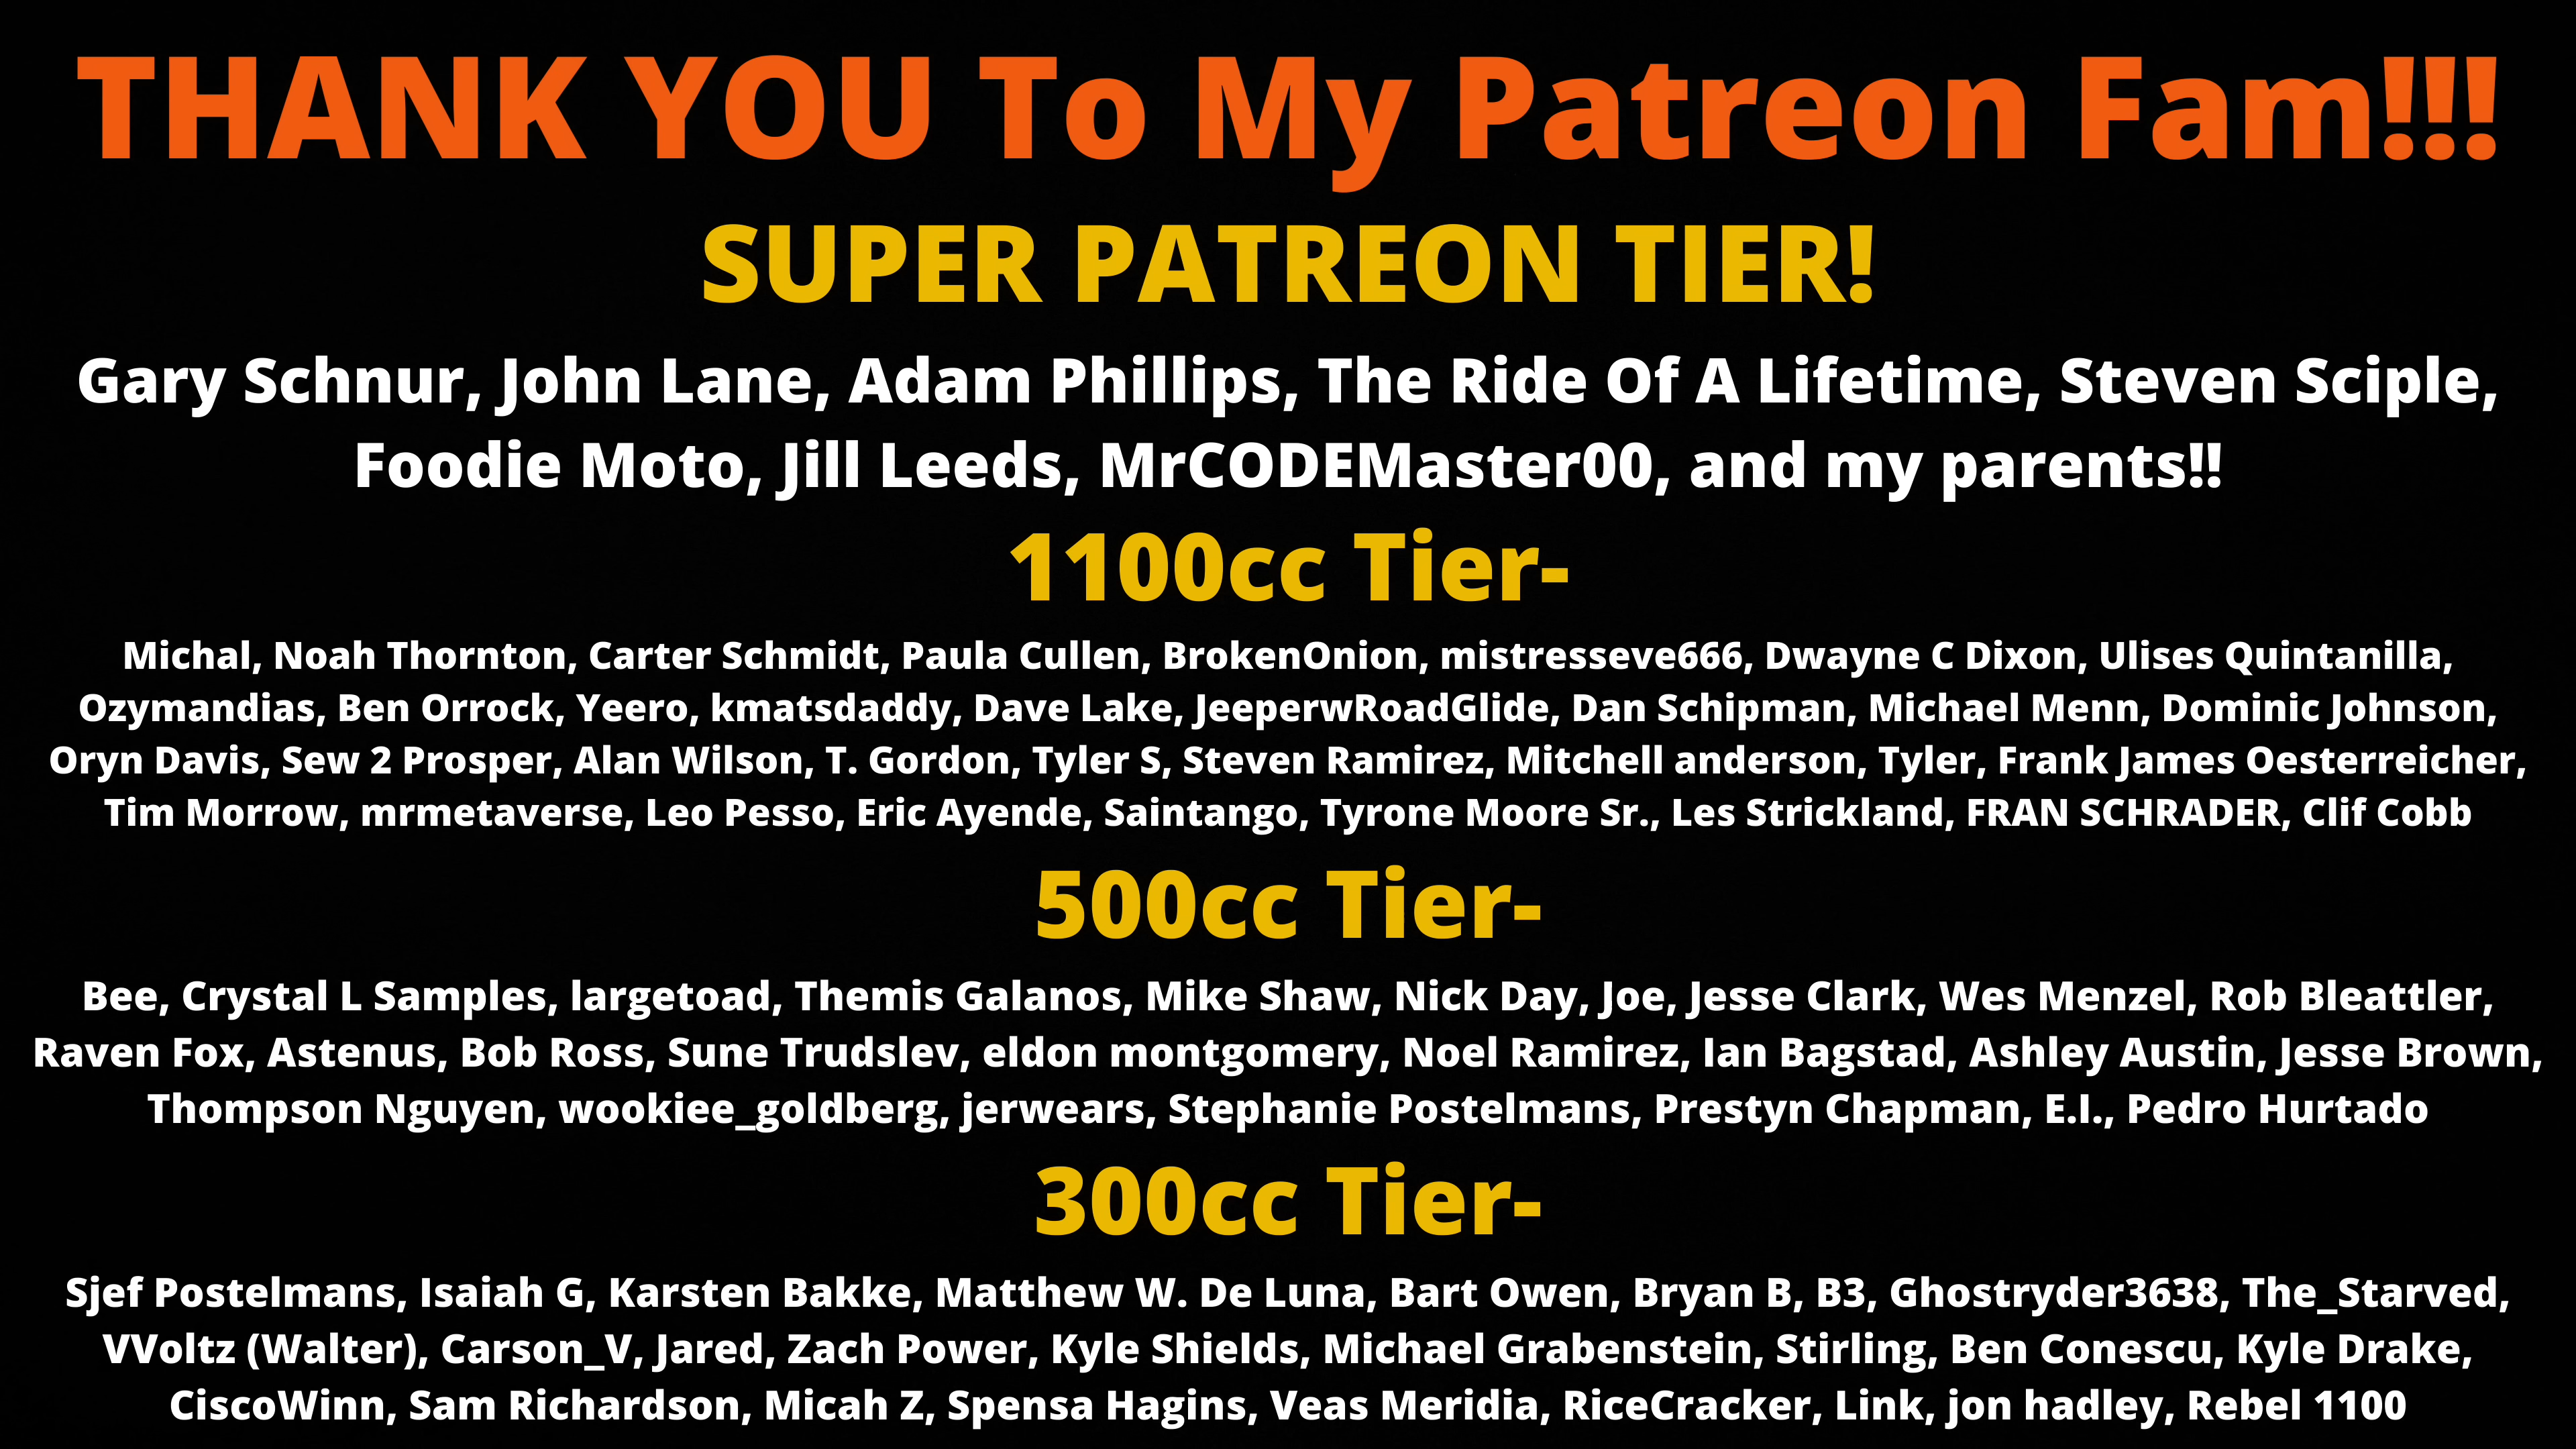 THANK YOU To My Patreon Fam!!!
SUPER PATREON TIER!
Gary Schnur, John Lane, Adam Phillips, The Ride Of A Lifetime, Steven Sciple,
Foodie Moto, Jill Leeds, MrCODEMaster00, and my parents!!
1100cc Tier-
Michal, Noah Thornton, Carter Schmidt, Paula Cullen, BrokenOnion, mistresseve666, Dwayne C Dixon, Ulises Quintanilla,
Ozymandias, Ben Orrock, Yeero, kmatsdaddy, Dave Lake, JeeperwRoadGlide, Dan Schipman, Michael Menn, Dominic Johnson,
Oryn Davis, Sew 2 Prosper, Alan Wilson, T. Gordon, Tyler S, Steven Ramirez, Mitchell anderson, Tyler, Frank James Oesterreicher,
Tim Morrow, mrmetaverse, Leo Pesso, Eric Ayende, Saintango, Tyrone Moore Sr., Les Strickland, FRAN SCHRADER, Clif Cobb
500cc Tier-
Bee, Crystal L Samples, largetoad, Themis Galanos, Mike Shaw, Nick Day, Joe, Jesse Clark, Wes Menzel, Rob Bleattler,
Raven Fox, Astenus, Bob Ross, Sune Trudslev, eldon montgomery, Noel Ramirez, Ian Bagstad, Ashley Austin, Jesse Brown,
Thompson Nguyen, wookiee_goldberg, jerwears, Stephanie Postelmans, Prestyn Chapman, E.I., Pedro Hurtado
300cc Tier-
Sjef Postelmans, Isaiah G, Karsten Bakke, Matthew W. De Luna, Bart Owen, Bryan B, B3, Ghostryder3638, The_Starved,
VVoltz (Walter), Carson_V, Jared, Zach Power, Kyle Shields, Michael Grabenstein, Stirling, Ben Conescu, Kyle Drake,
CiscoWinn, Sam Richardson, Micah Z, Spensa Hagins, Veas Meridia, RiceCracker, Link, jon hadley, Rebel 1100